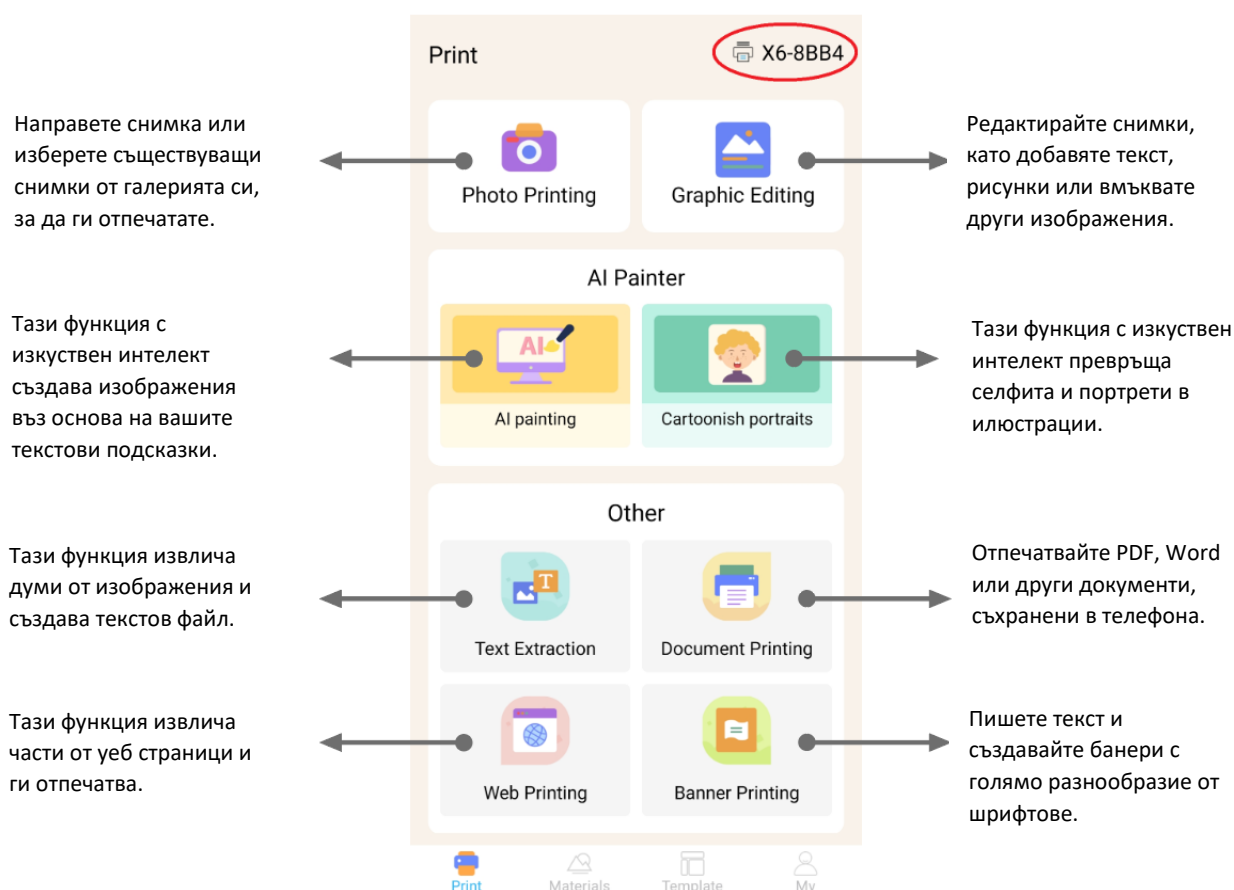 Print
X6-8BB4
Направете снимка или
изберете съществуващи
снимки от галерията си,
за да ги отпечатате.
Photo Printing
Graphic Editing
Редактирайте снимки,
като добавяте текст,
рисунки или вмъквате
други изображения.
AI Painter
Тази функция с
изкуствен интелект
създава изображения
въз основа на вашите
текстови подсказки.
AI
AI painting
Cartoonish portraits
Тази функция с изкуствен
интелект превръща
селфита и портрети в
илюстрации.
Other
Тази функция извлича
думи от изображения и
създава текстов файл.
T
Text Extraction
Document Printing
Отпечатвайте PDF, Word
или други документи,
съхранени в телефона.
Тази функция извлича
части от уеб страници и
ги отпечатва.
Web Printing
Banner Printing
Пишете текст и
създавайте банери с
голямо разнообразие от
шрифтове.
Print
Materials
Template
My